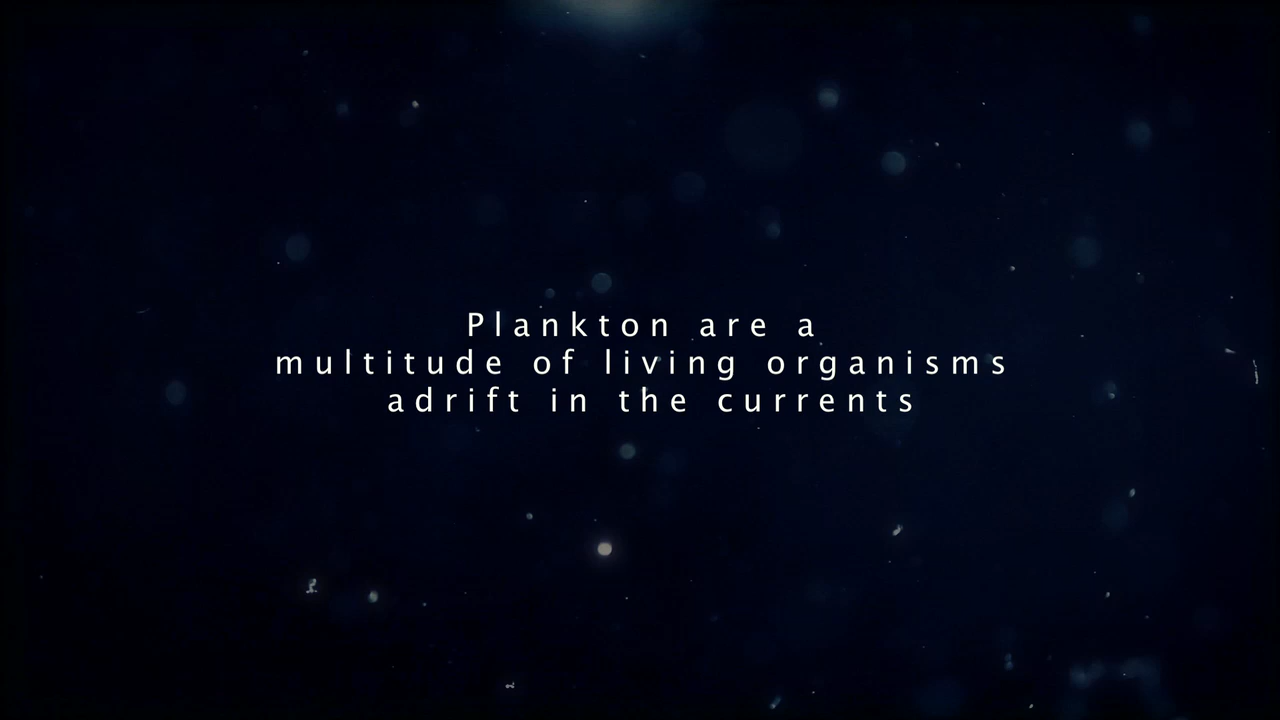 Plankton are a
multitude of living organisms
adrift in the currents